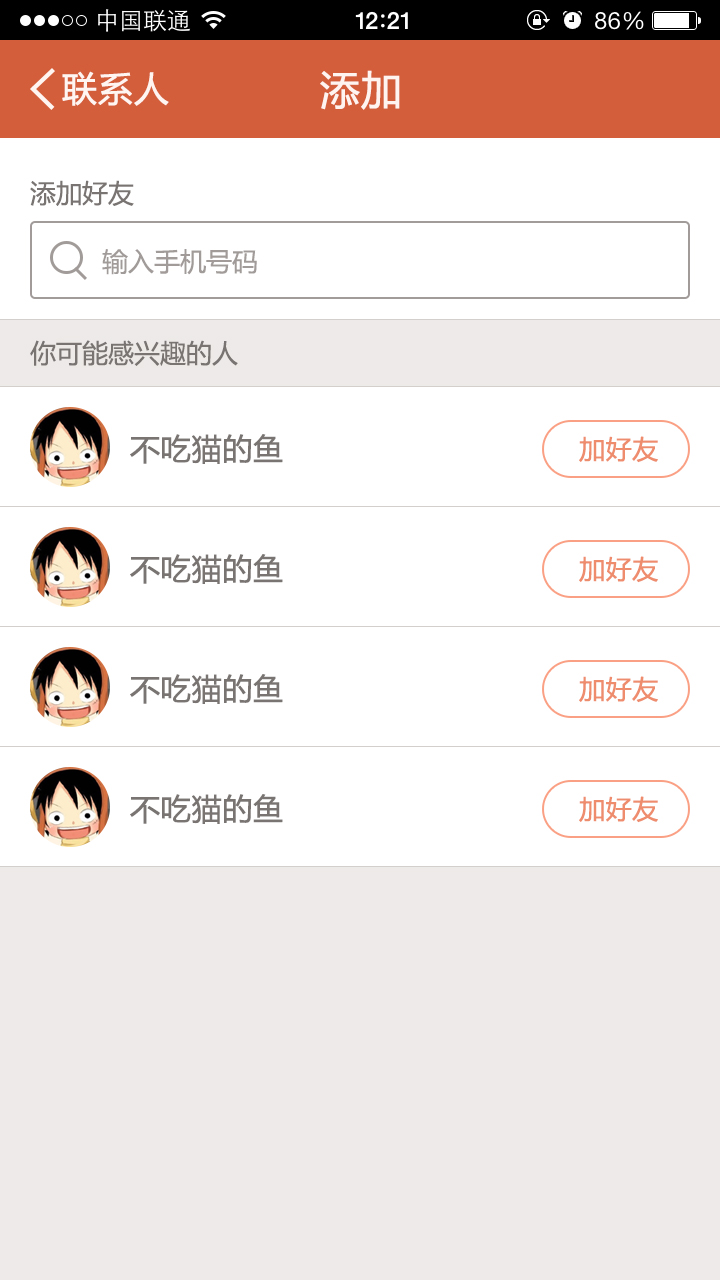 中国联通 12:21 86%
联系人 添加
添加好友
输入手机号码
你可能感兴趣的人
不吃猫的鱼 加好友
不吃猫的鱼 加好友
不吃猫的鱼 加好友
不吃猫的鱼 加好友